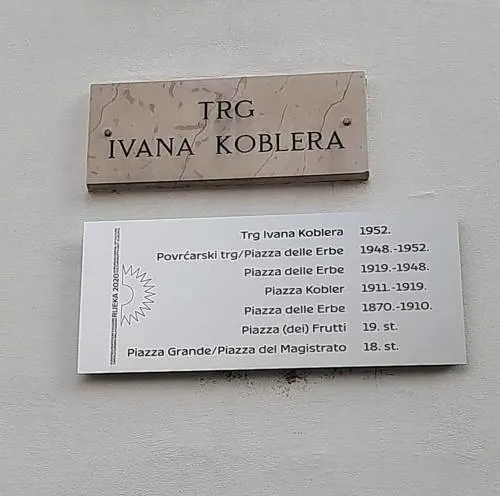 TRG
IVANA KOBLERA
Trg Ivana Koblera 1952.
Povrćarski trg/Piazza delle Erbe 1948.-1952.
Piazza delle Erbe 1919.-1948.
Piazza Kobler 1911.-1919.
Piazza delle Erbe 1870.-1910.
Piazza (dei) Frutti 19. st.
Piazza Grande/Piazza del Magistrato 18. st.
RIJEKA 2020